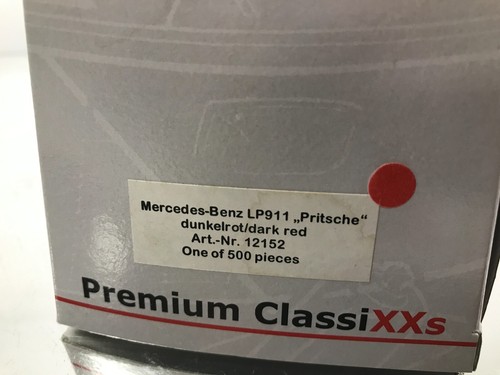 Mercedes-Benz LP911 „Pritsche“
dunkelrot/dark red
Art.-Nr. 12152
One of 500 pieces
Premium ClassiXXs